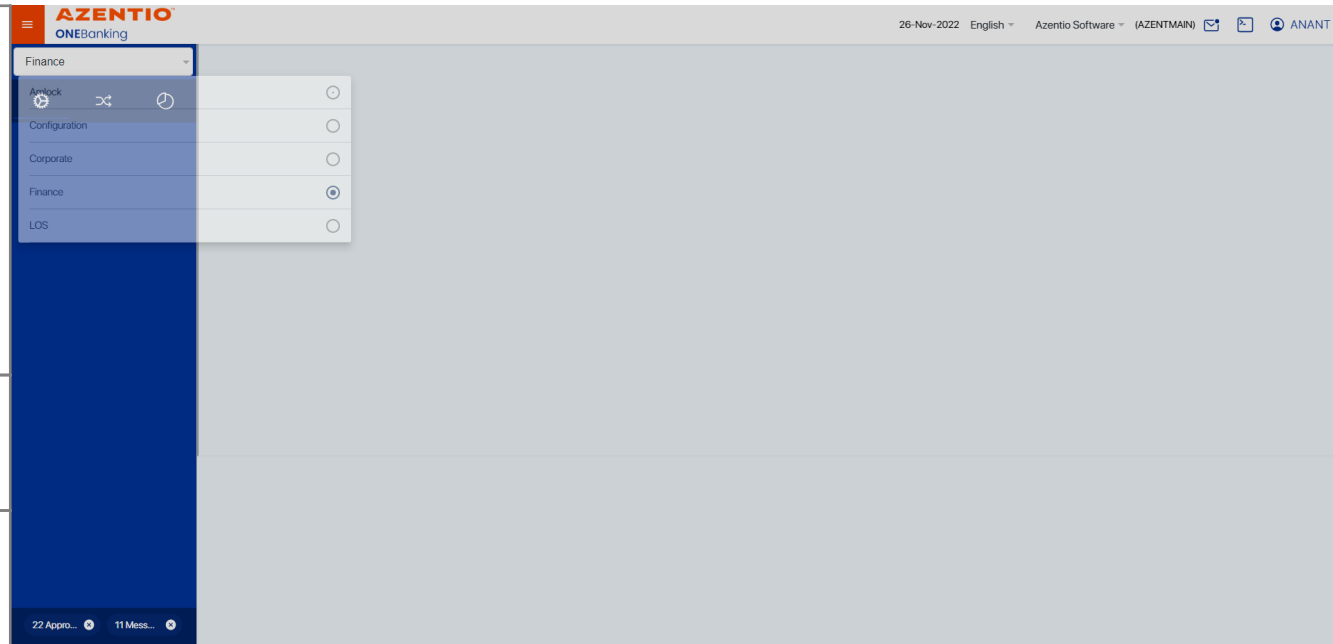 AZENTIO™
ONEBanking
26-Nov-2022 English Azentio Software (AZENTMAIN) ANANT
Finance
Amlock
Configuration
Corporate
Finance
LOS
22 Appro... 11 Mess...